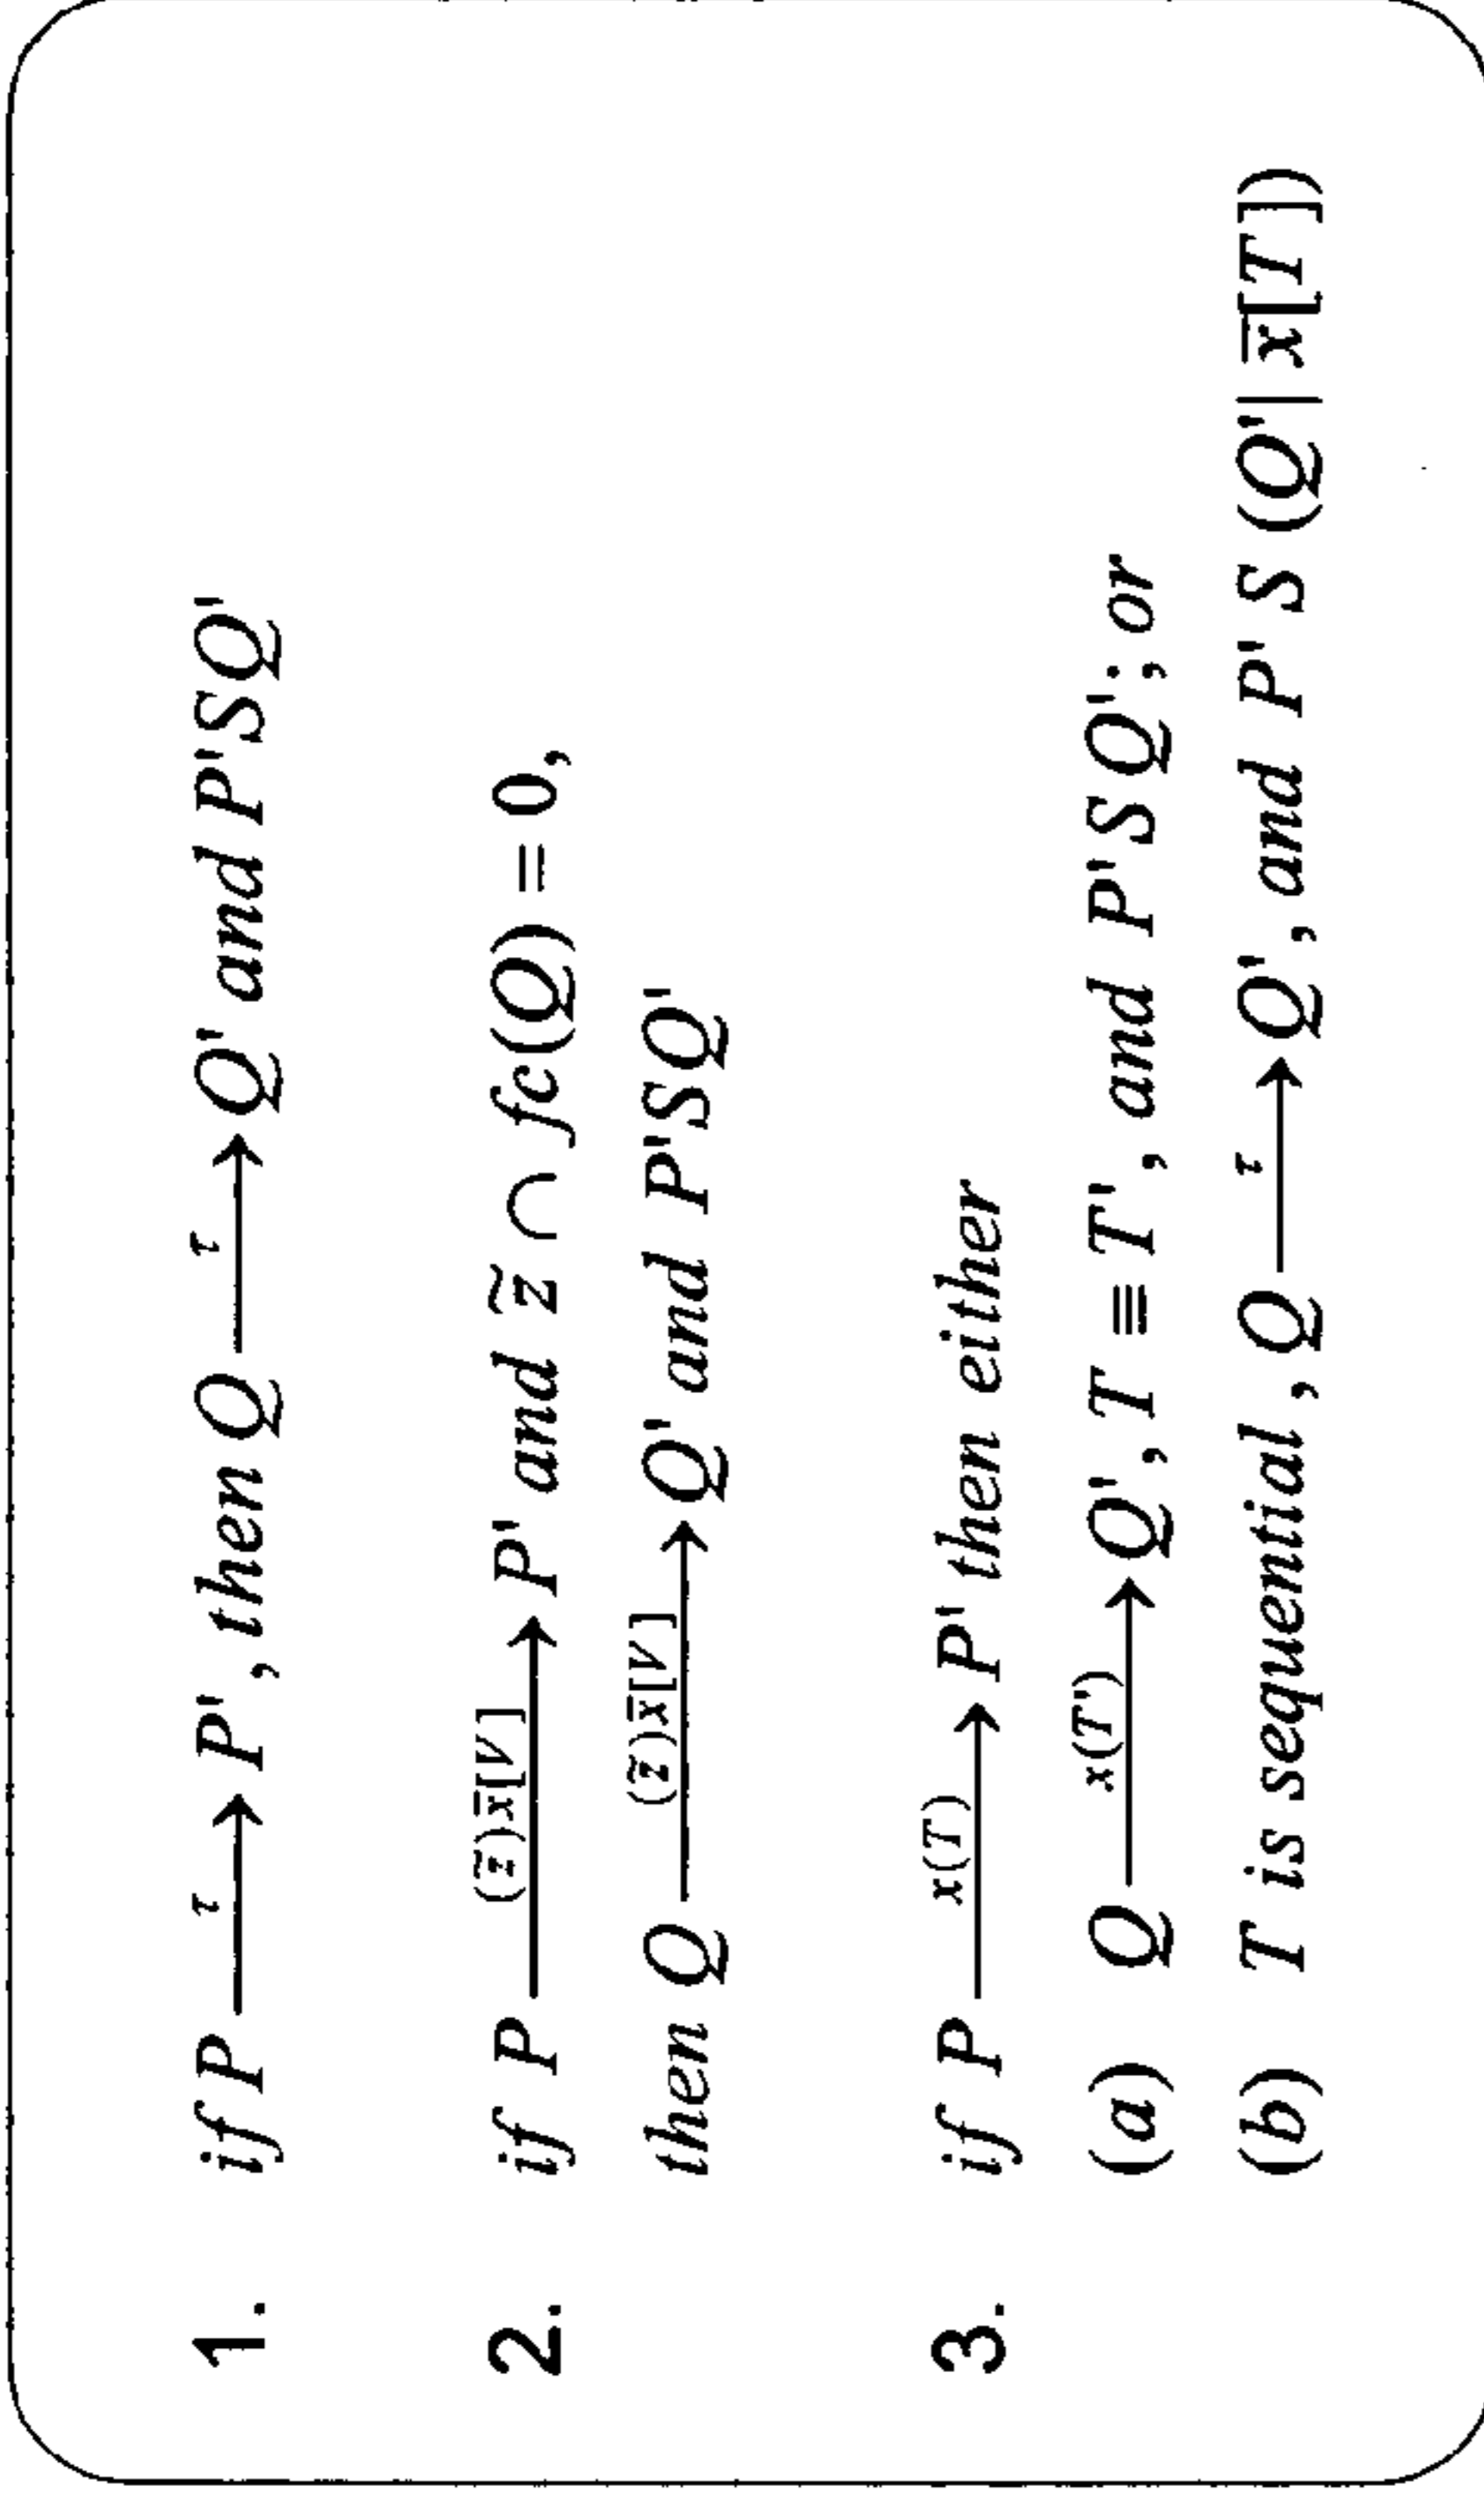 1. if P —τ→ P', then Q —τ→ Q' and P'SQ'
2. if P —(z̃)x̄[V]→ P' and z̃ ∩ fc(Q) = 0,
then Q —(z̃)x̄[V]→ Q' and P'SQ'
3. if P —x(T)→ P' then either
(a) Q —x(T')→ Q', T ≡ T', and P'SQ'; or
(b) T is sequential, Q —τ→ Q', and P' S (Q'| x̄[T])